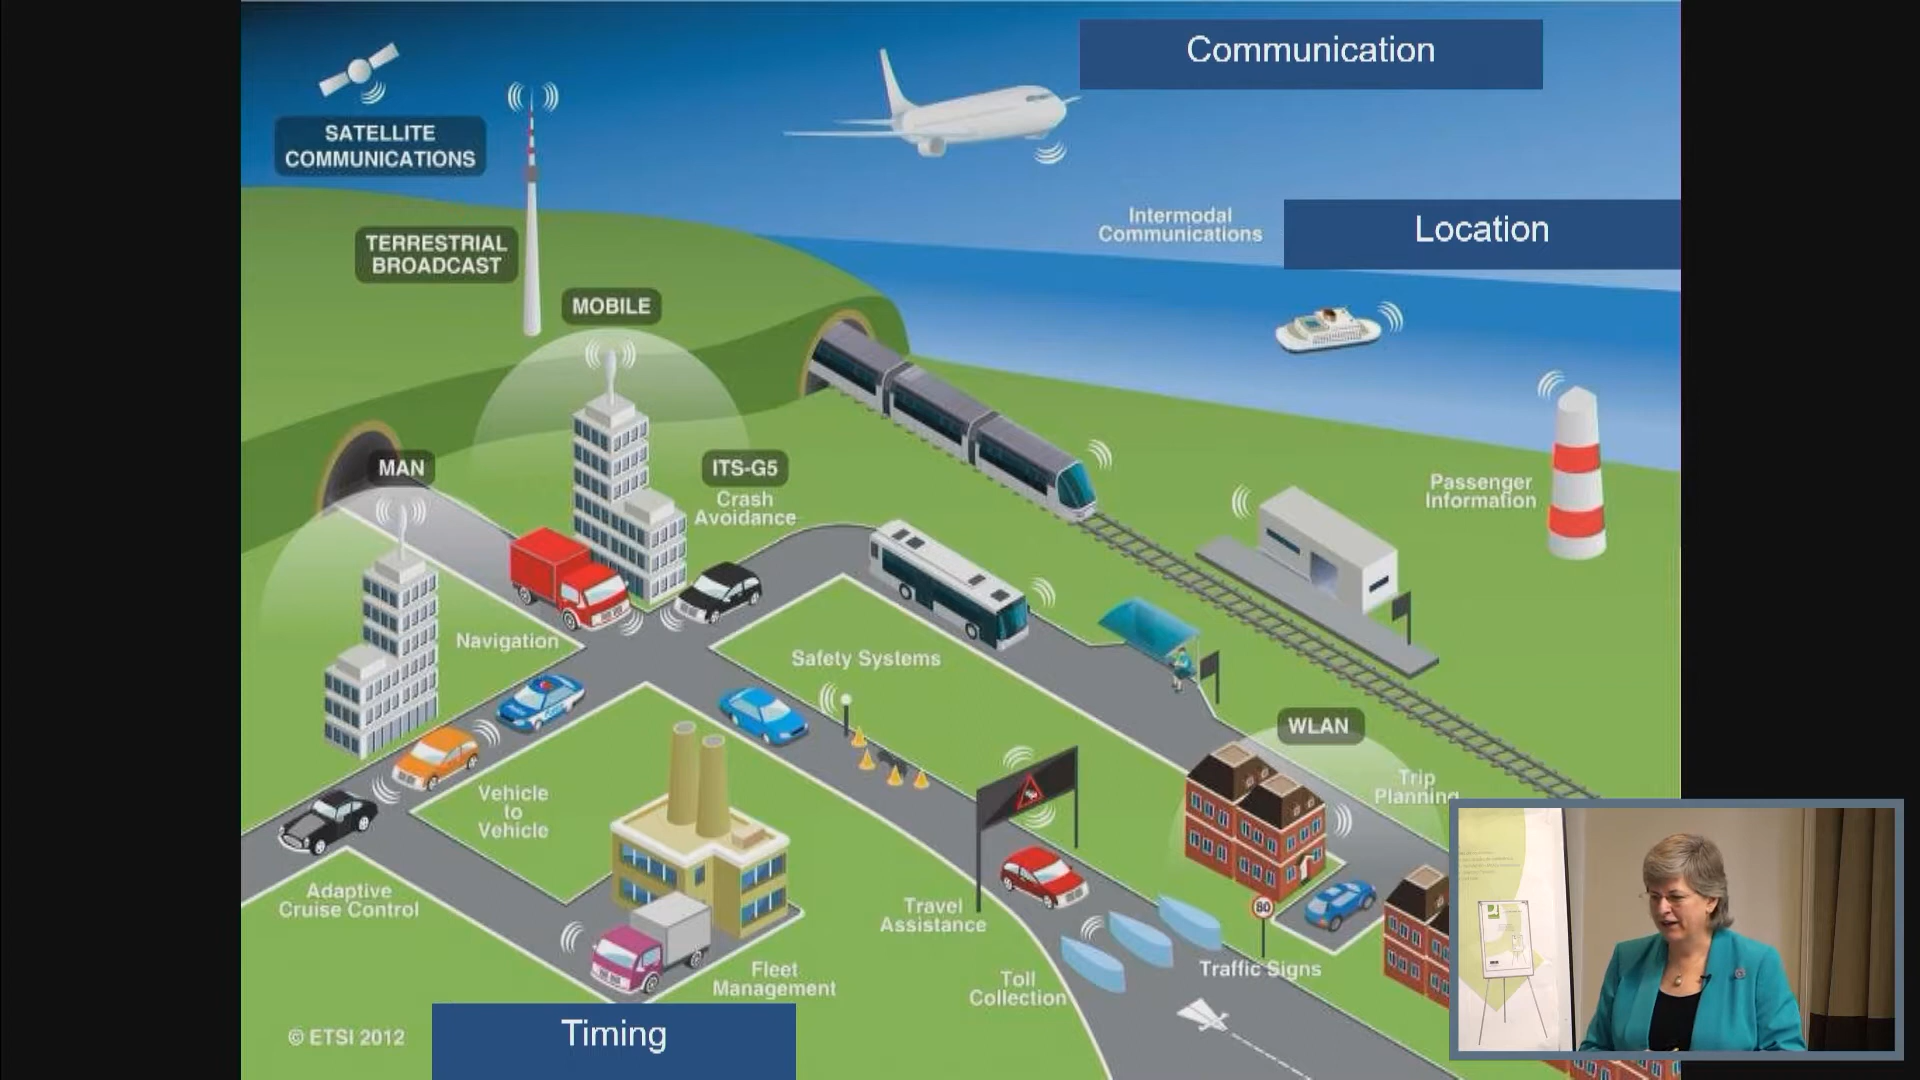 Communication
SATELLITE
COMMUNICATIONS
Intermodal
Communications
Location
TERRESTRIAL
BROADCAST
MOBILE
MAN
ITS-G5
Crash
Avoidance
Passenger
Information
Navigation
Safety Systems
WLAN
Trip
Planning
Vehicle
to
Vehicle
Adaptive
Cruise Control
Travel
Assistance
80
Traffic Signs
Fleet
Management
Toll
Collection
© ETSI 2012
Timing